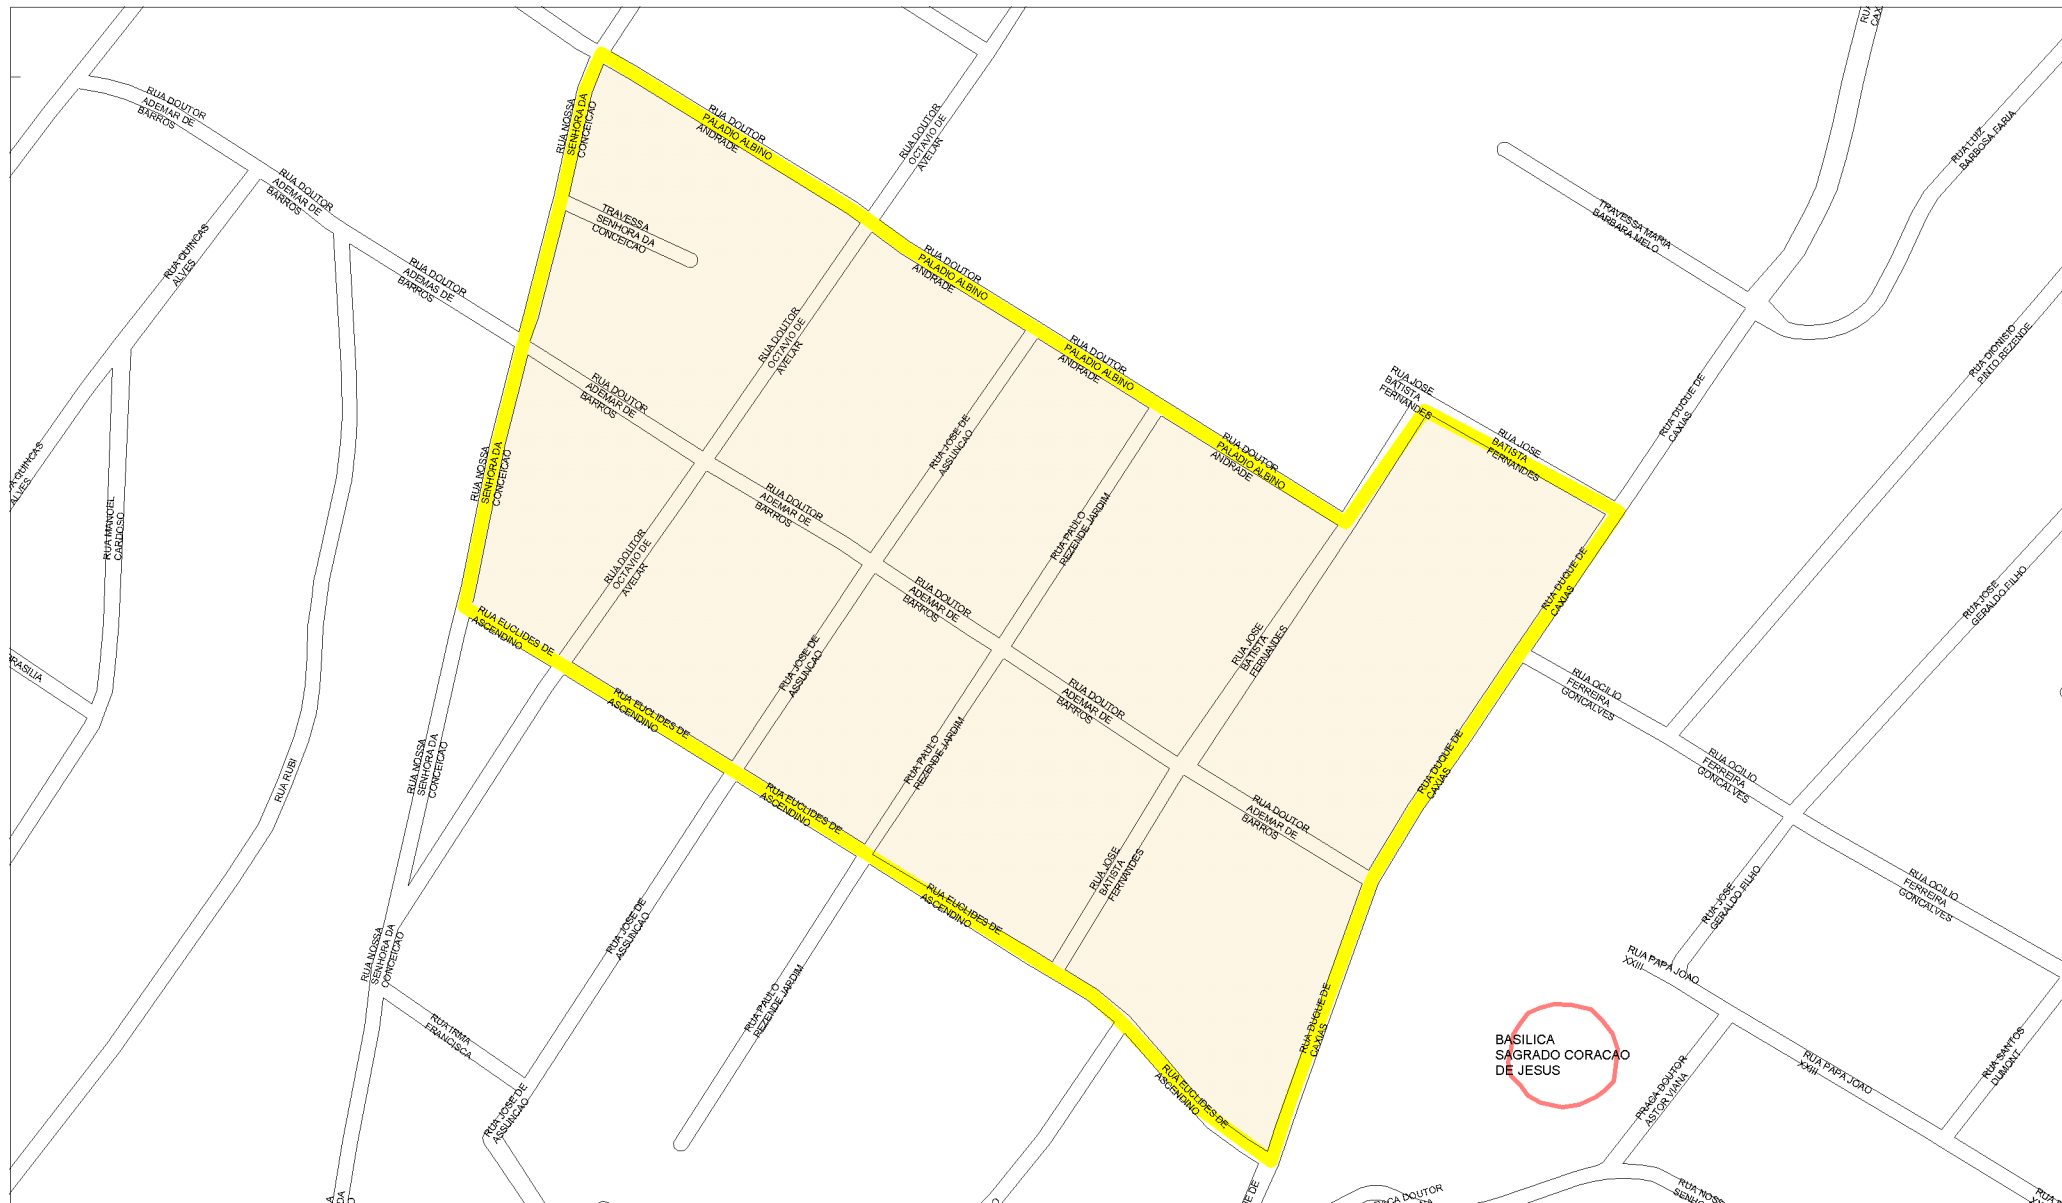 RUA DOUTOR
ADEMAR DE
BARROS
RUA DOUTOR
ADEMAR DE
BARROS
RUA QUINCAS
ALVES
RUA DOUTOR
ADEMAS DE
BARROS
RUA NOSSA
SENHORA DA
CONCEICAO
TRAVESSA
SENHORA DA
CONCEICAO
RUA DOUTOR
PALADIO ALBINO
ANDRADE
RUA DOUTOR
OCTAVIO DE
AVELAR
RUA DOUTOR
PALADIO ALBINO
ANDRADE
RUA DOUTOR
OCTAVIO DE
AVELAR
RUA DOUTOR
PALADIO ALBINO
ANDRADE
RUA DOUTOR
PALADIO ALBINO
ANDRADE
RUA JOSE
BATISTA
FERNANDES
RUA JOSE
BATISTA
FERNANDES
TRAVESSA MARIA
BARBARA MELO
RUA LUIZ
BARBOSA FARIA
RUA DUQUE DE
CAXIAS
RUA DIONISIO
PINTO REZENDE
RUA DOUTOR
ADEMAR DE
BARROS
RUA JOSE DE
ASSUNCAO
RUA NOSSA
SENHORA DA
CONCEICAO
QUINCAS
ALVES
RUA MANOEL
CARDOSO
RUA DOUTOR
ADEMAR DE
BARROS
RUA PAULO
REZENDE JARDIM
RUA DOUTOR
OCTAVIO DE
AVELAR
RUA DUQUE DE
CAXIAS
RUA JOSE
GERALDO FILHO
RUA DOUTOR
ADEMAR DE
BARROS
RUA EUCLIDES DE
ASCENDINO
RUA JOSE DE
ASSUNCAO
RUA JOSE
BATISTA
FERNANDES
RUA OCILIO
FERREIRA
GONCALVES
RUA EUCLIDES DE
ASCENDINO
RUA DOUTOR
ADEMAR DE
BARROS
RUA PAULO
REZENDE JARDIM
RUA DUQUE DE
CAXIAS
RUA OCILIO
FERREIRA
GONCALVES
RUA NOSSA
SENHORA DA
CONCEICAO
RUA RUBI
RUA EUCLIDES DE
ASCENDINO
RUA DOUTOR
ADEMAR DE
BARROS
RUA JOSE
BATISTA
FERNANDES
RUA EUCLIDES DE
ASCENDINO
RUA JOSE
GERALDO FILHO
RUA OCILIO
FERREIRA
GONCALVES
RUA NOSSA
SENHORA DA
CONCEICAO
RUA JOSE DE
ASSUNCAO
RUA PAULO
REZENDE JARDIM
RUA PAPA JOAO
XXIII
RUA IRMA
FRANCISCA
RUA DUQUE DE
CAXIAS
BASILICA
SAGRADO CORACAO
DE JESUS
RUA PAPA JOAO
XXIII
RUA SANTOS
DUMONT
PRACA DOUTOR
ASTOR VIANA
RUA EUCLIDES DE
ASCENDINO
RUA JOSE DE
ASSUNCAO
DOUTOR
RUA